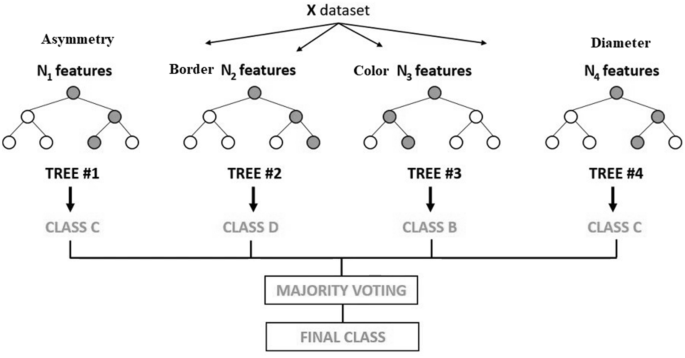 X dataset
Asymmetry
Diameter
N1 features
Border N2 features
Color N3 features
N4 features
TREE #1
TREE #2
TREE #3
TREE #4
CLASS C
CLASS D
CLASS B
CLASS C
MAJORITY VOTING
FINAL CLASS